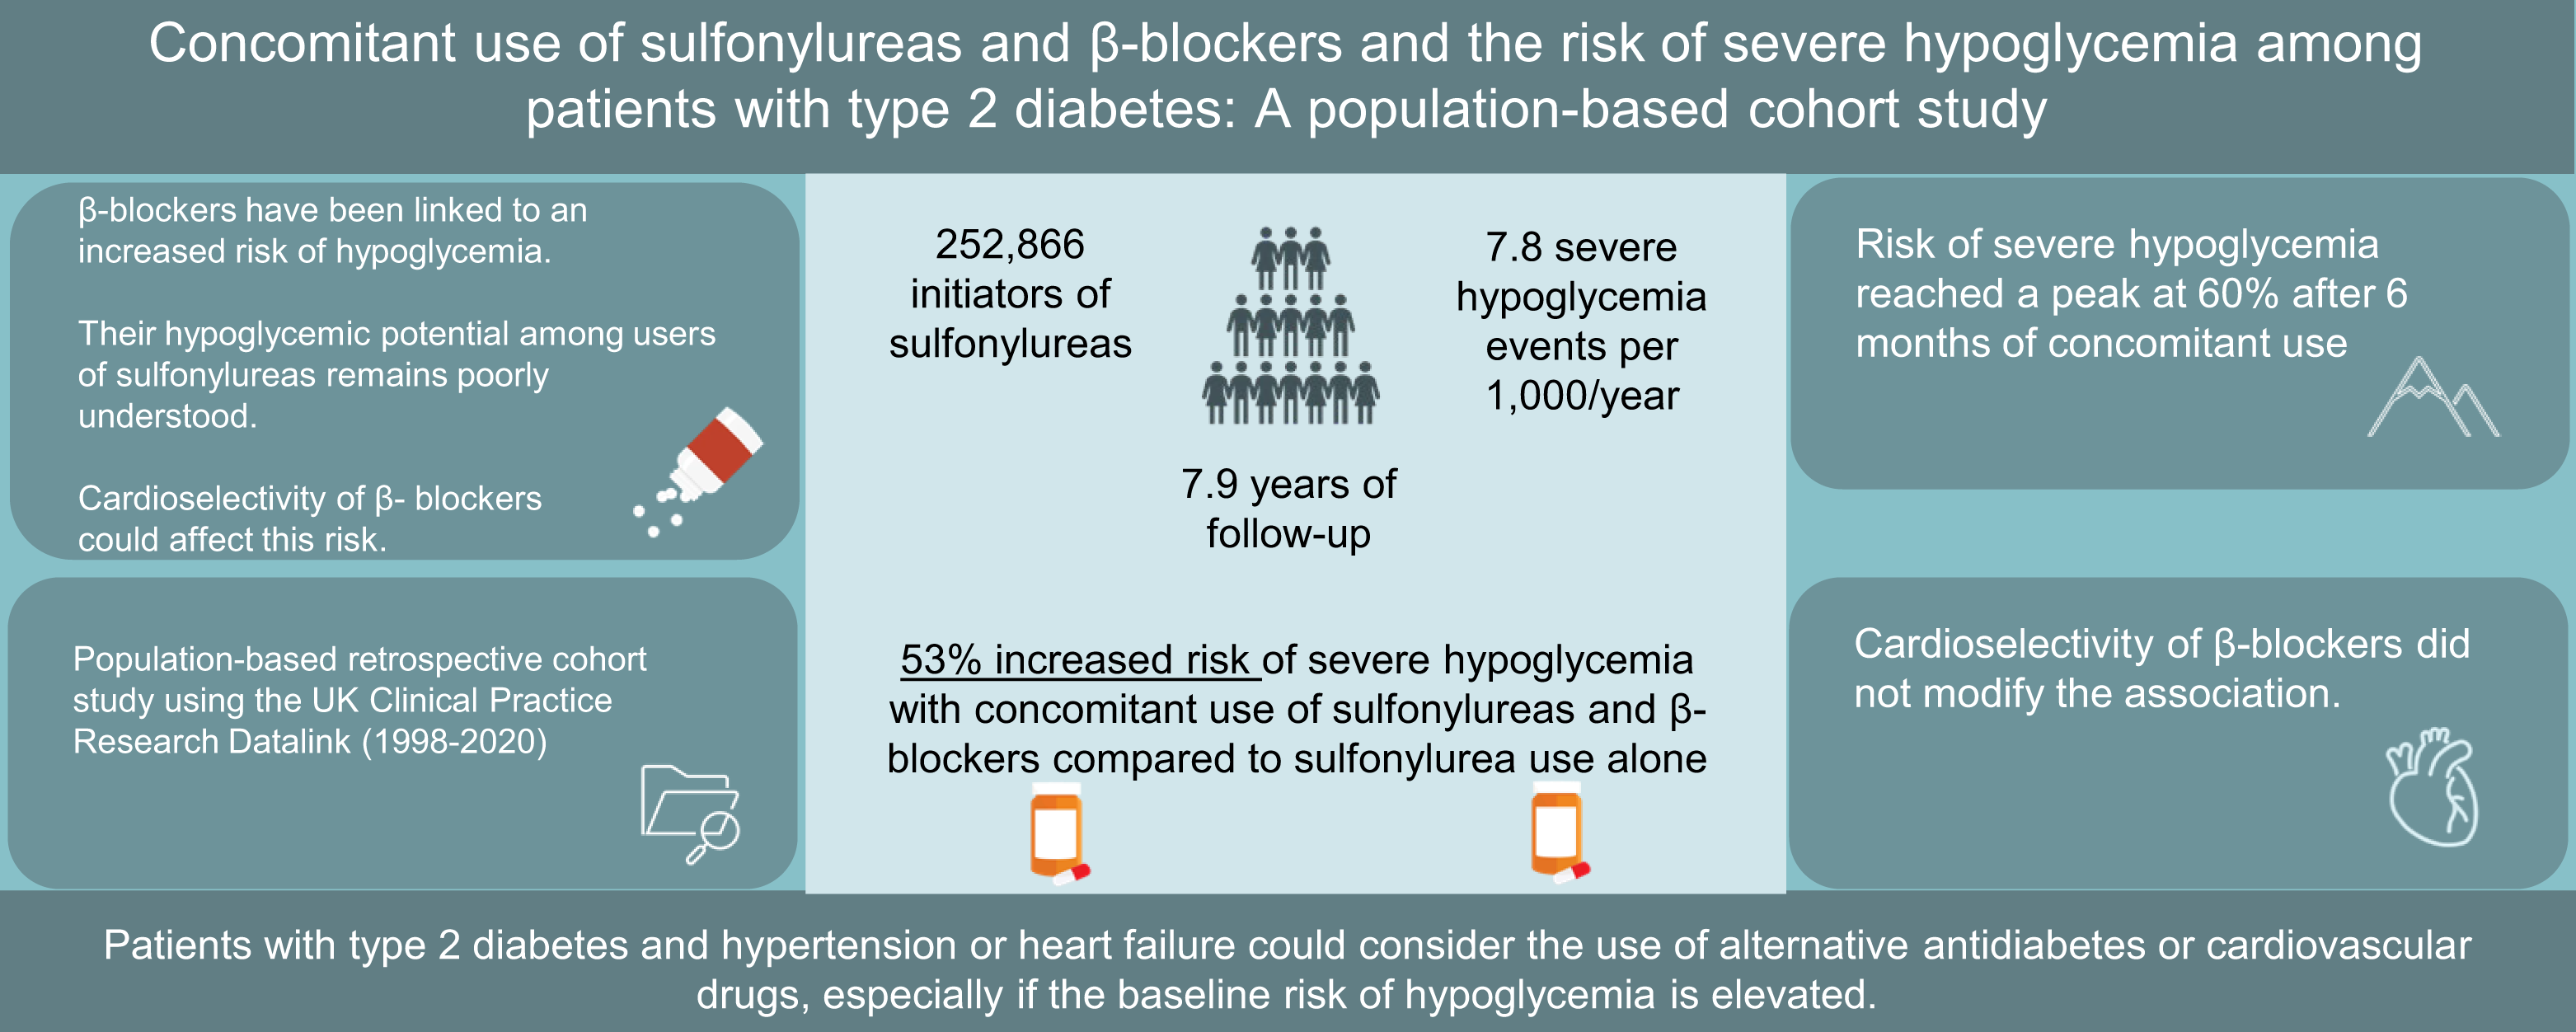 Concomitant use of sulfonylureas and β-blockers and the risk of severe hypoglycemia among
patients with type 2 diabetes: A population-based cohort study
β-blockers have been linked to an
increased risk of hypoglycemia.
Their hypoglycemic potential among users
of sulfonylureas remains poorly
understood.
Cardioselectivity of β- blockers
could affect this risk.
Population-based retrospective cohort
study using the UK Clinical Practice
Research Datalink (1998-2020)
252,866
initiators of
sulfonylureas
7.8 severe
hypoglycemia
events per
1,000/year
7.9 years of
follow-up
53% increased risk of severe hypoglycemia
with concomitant use of sulfonylureas and β-
blockers compared to sulfonylurea use alone
Risk of severe hypoglycemia
reached a peak at 60% after 6
months of concomitant use
Cardioselectivity of β-blockers did
not modify the association.
Patients with type 2 diabetes and hypertension or heart failure could consider the use of alternative antidiabetes or cardiovascular
drugs, especially if the baseline risk of hypoglycemia is elevated.